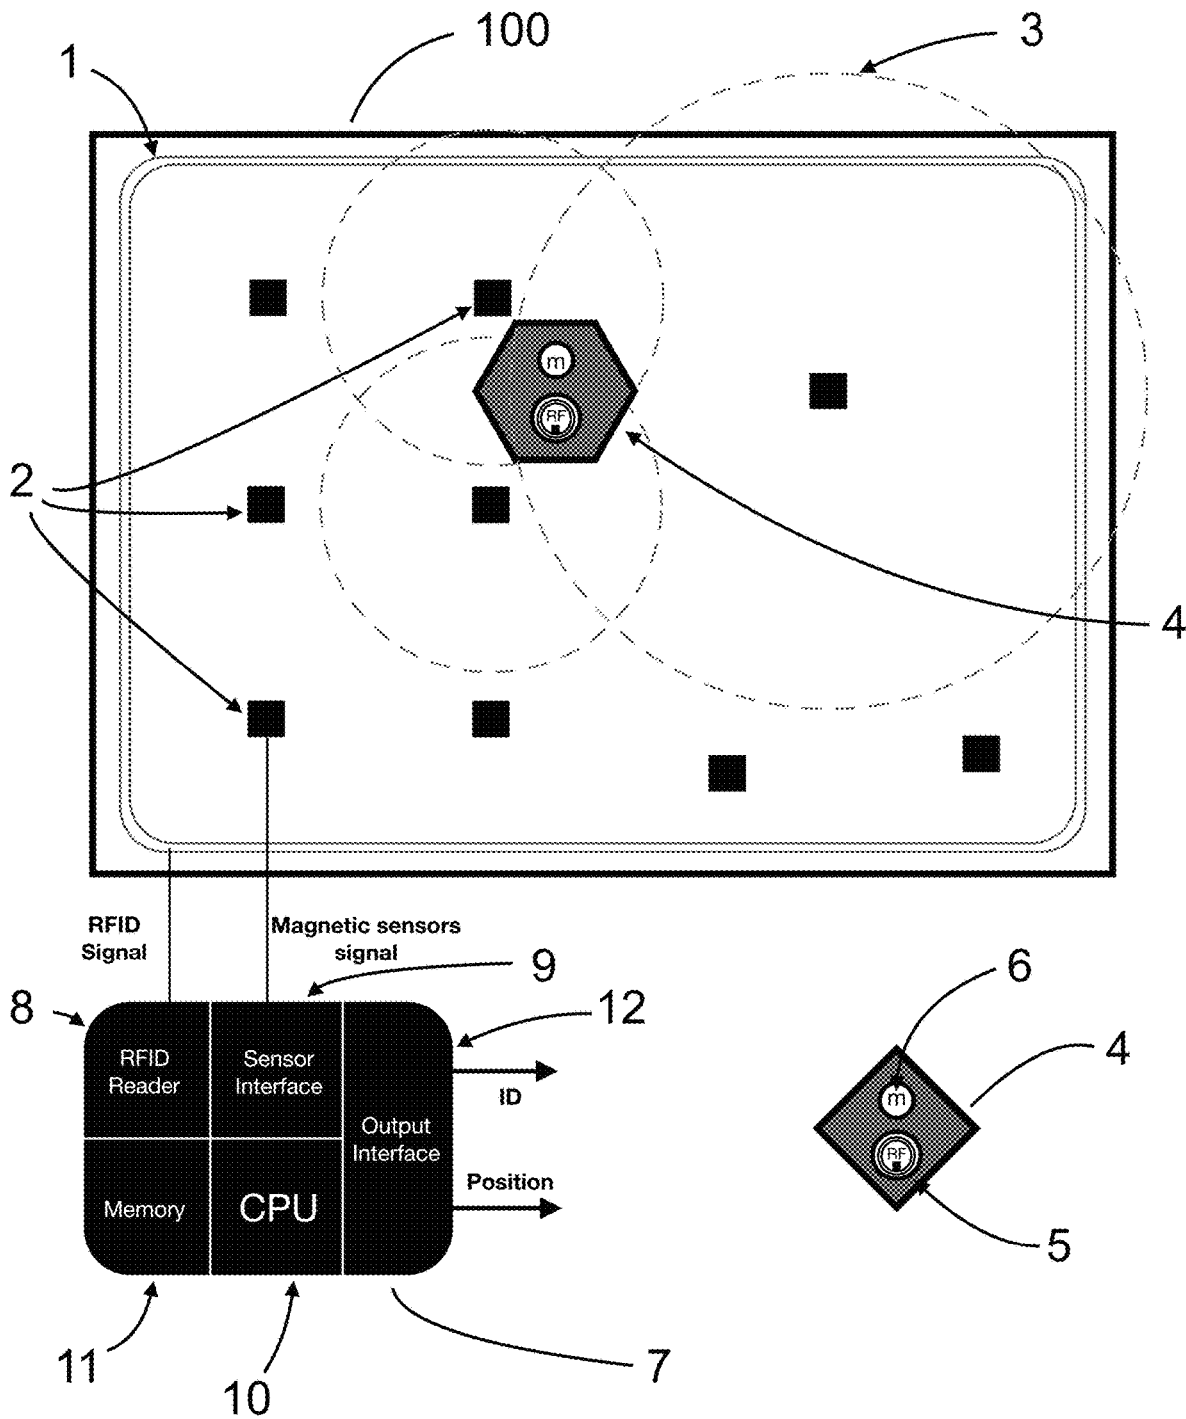 100
3
1
m
RF
2
4
RFID
Signal
Magnetic sensors
signal
9
6
8
12
4
RFID
Reader
Sensor
Interface
ID
m
Output
Interface
RF
Position
Memory
CPU
5
11
10
7